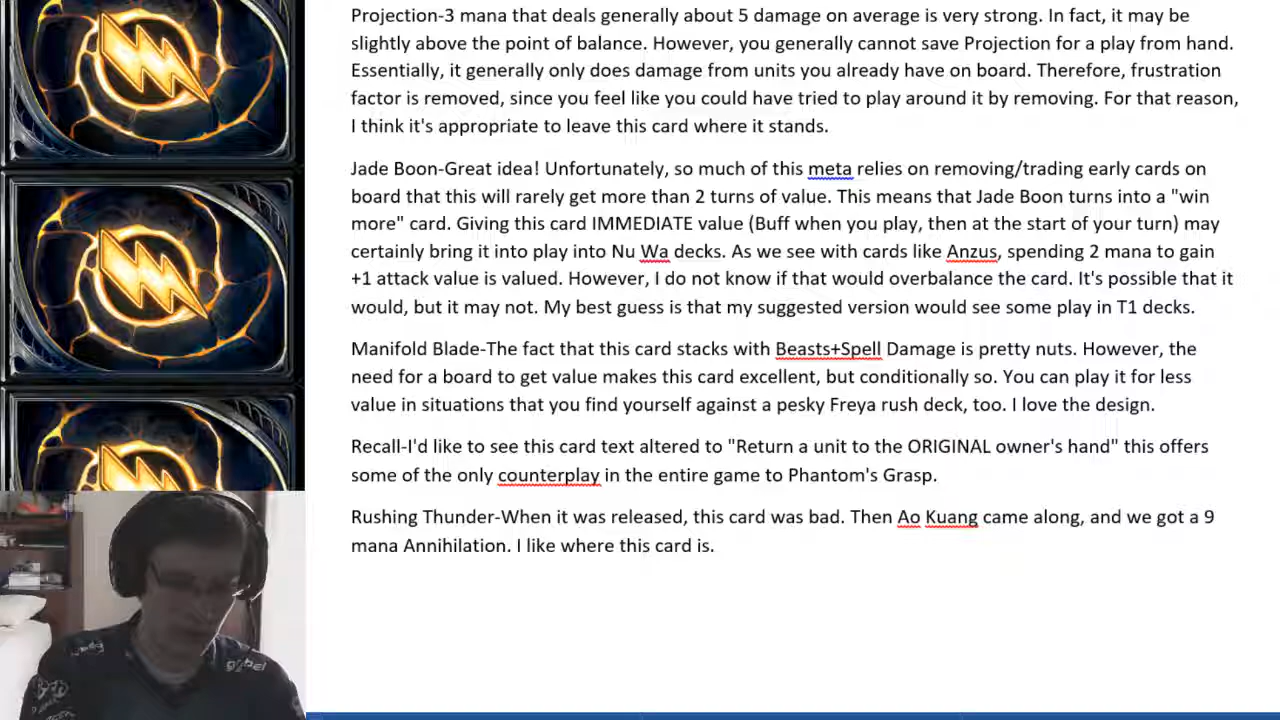 Projection-3 mana that deals generally about 5 damage on average is very strong. In fact, it may be
slightly above the point of balance. However, you generally cannot save Projection for a play from hand.
Essentially, it generally only does damage from units you already have on board. Therefore, frustration
factor is removed, since you feel like you could have tried to play around it by removing. For that reason,
I think it's appropriate to leave this card where it stands.
Jade Boon-Great idea! Unfortunately, so much of this meta relies on removing/trading early cards on
board that this will rarely get more than 2 turns of value. This means that Jade Boon turns into a "win
more" card. Giving this card IMMEDIATE value (Buff when you play, then at the start of your turn) may
certainly bring it into play into Nu Wa decks. As we see with cards like Anzus, spending 2 mana to gain
+1 attack value is valued. However, I do not know if that would overbalance the card. It's possible that it
would, but it may not. My best guess is that my suggested version would see some play in T1 decks.
Manifold Blade-The fact that this card stacks with Beasts+Spell Damage is pretty nuts. However, the
need for a board to get value makes this card excellent, but conditionally so. You can play it for less
value in situations that you find yourself against a pesky Freya rush deck, too. I love the design.
Recall-I'd like to see this card text altered to "Return a unit to the ORIGINAL owner's hand" this offers
some of the only counterplay in the entire game to Phantom's Grasp.
Rushing Thunder-When it was released, this card was bad. Then Ao Kuang came along, and we got a 9
mana Annihilation. I like where this card is.